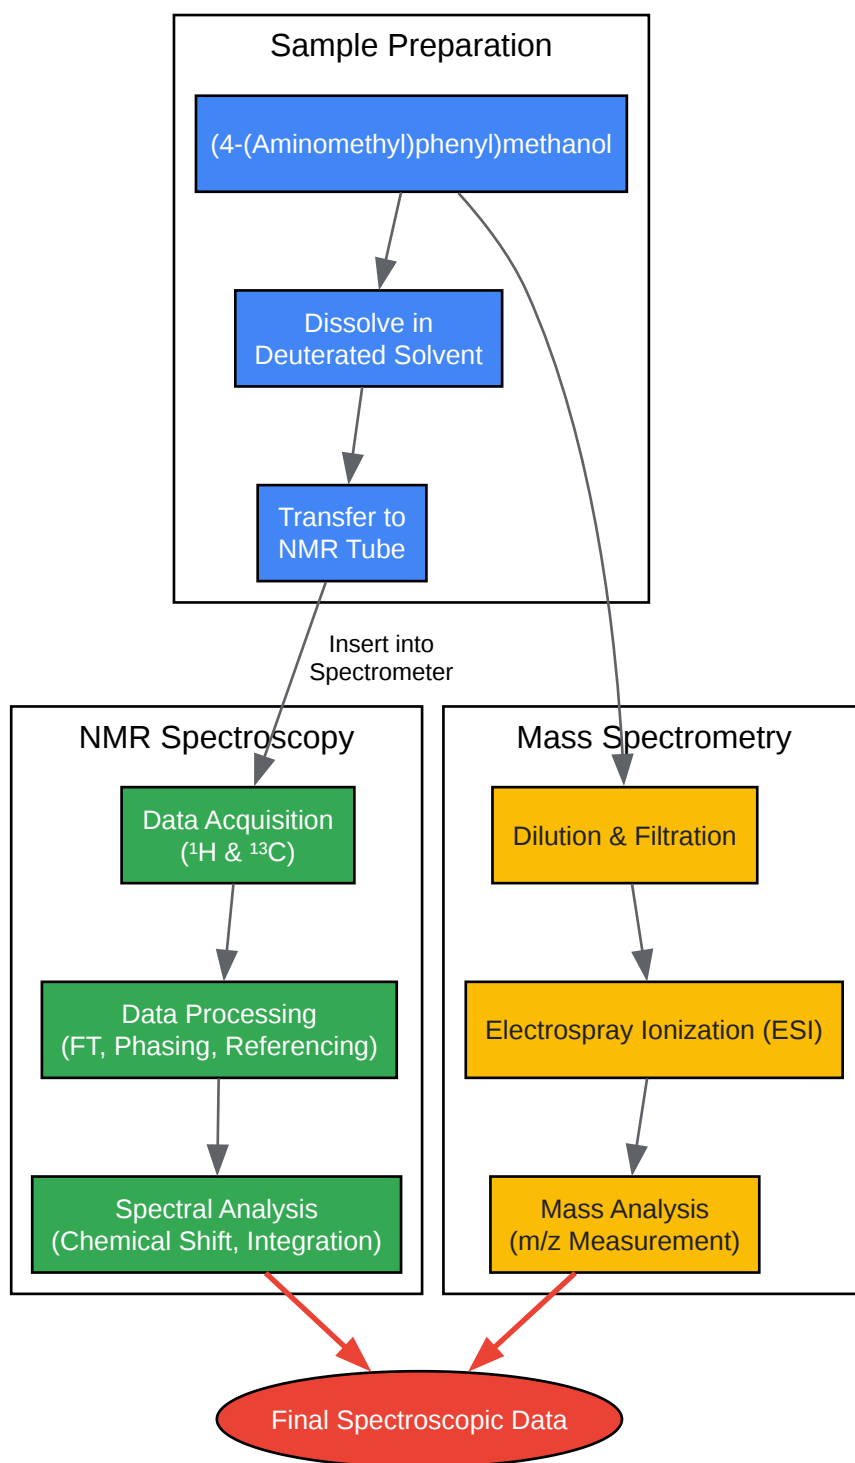 Sample Preparation
(4-(Aminomethyl)phenyl)methanol
Dissolve in
Deuterated Solvent
Transfer to
NMR Tube
Insert into
Spectrometer
NMR Spectroscopy
Data Acquisition
(¹H & ¹³C)
Data Processing
(FT, Phasing, Referencing)
Spectral Analysis
(Chemical Shift, Integration)
Mass Spectrometry
Dilution & Filtration
Electrospray Ionization (ESI)
Mass Analysis
(m/z Measurement)
Final Spectroscopic Data